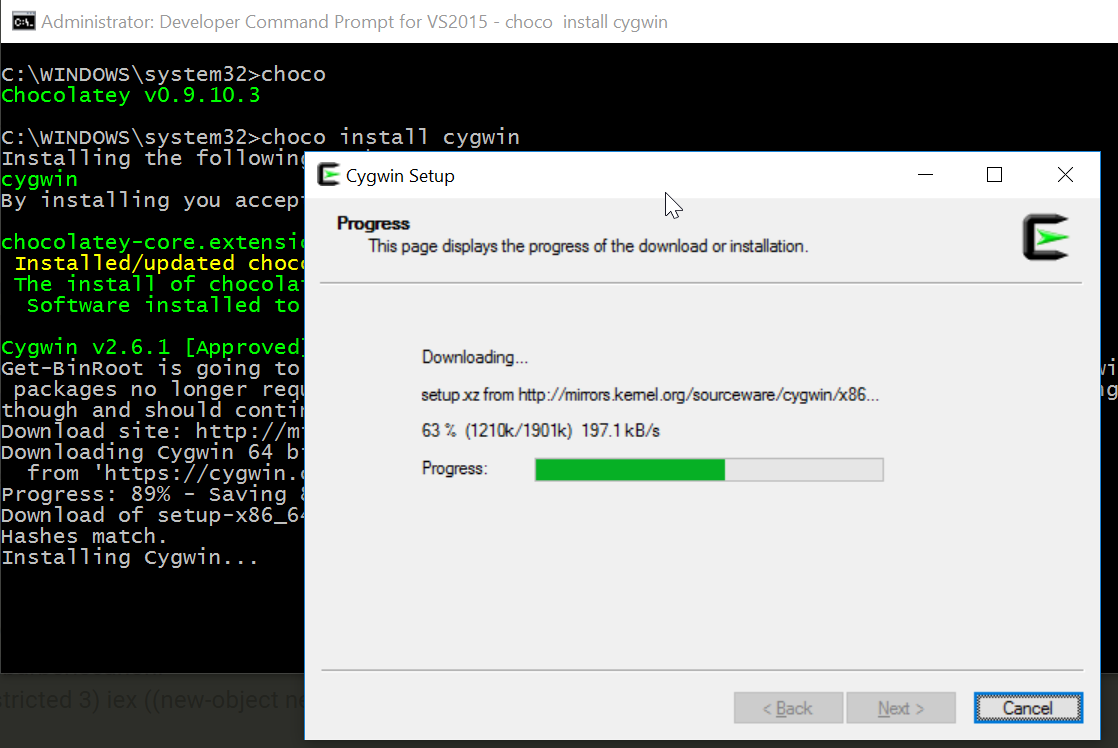 Administrator: Developer Command Prompt for VS2015 - choco  install cygwin
C:\WINDOWS\system32>choco
Chocolatey v0.9.10.3
C:\WINDOWS\system32>choco install cygwin
Installing the following
cygwin
By installing you accep
chocolatey-core.extensi
Installed/updated choc
The install of chocola
Software installed to
Cygwin v2.6.1 [Approved]
Get-BinRoot is going to
packages no longer requ
though and should contin
Download site: http://m
Downloading Cygwin 64 bi
from 'https://cygwin.
Progress: 89% - Saving
Download of setup-x86_64
Hashes match.
Installing Cygwin...
Cygwin Setup
Progress
This page displays the progress of the download or installation.
Downloading...
setup.xz from http://mirrors.kernel.org/sourceware/cygwin/x86...
63 % (1210k/1901k) 197.1 kB/s
Progress:
< Back
Next >
Cancel
stricted 3) iex ((new-object ne